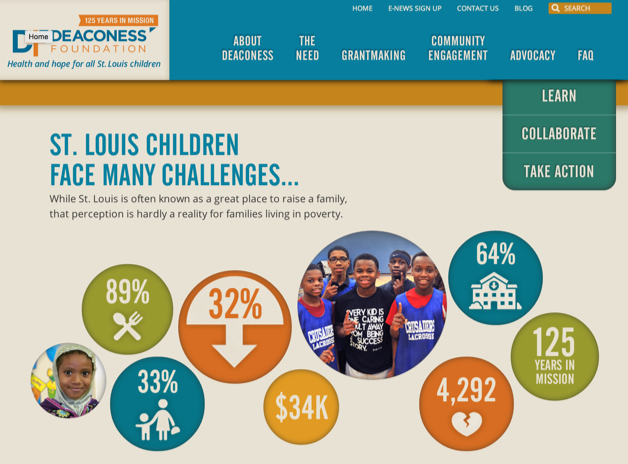 HOME E-NEWS SIGN UP CONTACT US BLOG SEARCH
125 YEARS IN MISSION
Home DEACONESS
FOUNDATION
Health and hope for all St. Louis children
ABOUT DEACONESS
THE NEED
GRANTMAKING
COMMUNITY ENGAGEMENT
ADVOCACY
FAQ
LEARN
COLLABORATE
TAKE ACTION
ST. LOUIS CHILDREN
FACE MANY CHALLENGES...
While St. Louis is often known as a great place to raise a family,
that perception is hardly a reality for families living in poverty.
89%
32%
64%
33%
$34K
4,292
125
YEARS IN
MISSION
CRUSADERS
LACROSSE
EVERY KID IS
ONE CARING
ADULT AWAY
FROM BEING
A SUCCESS
STORY.
CRUSADERS
LACROSSE